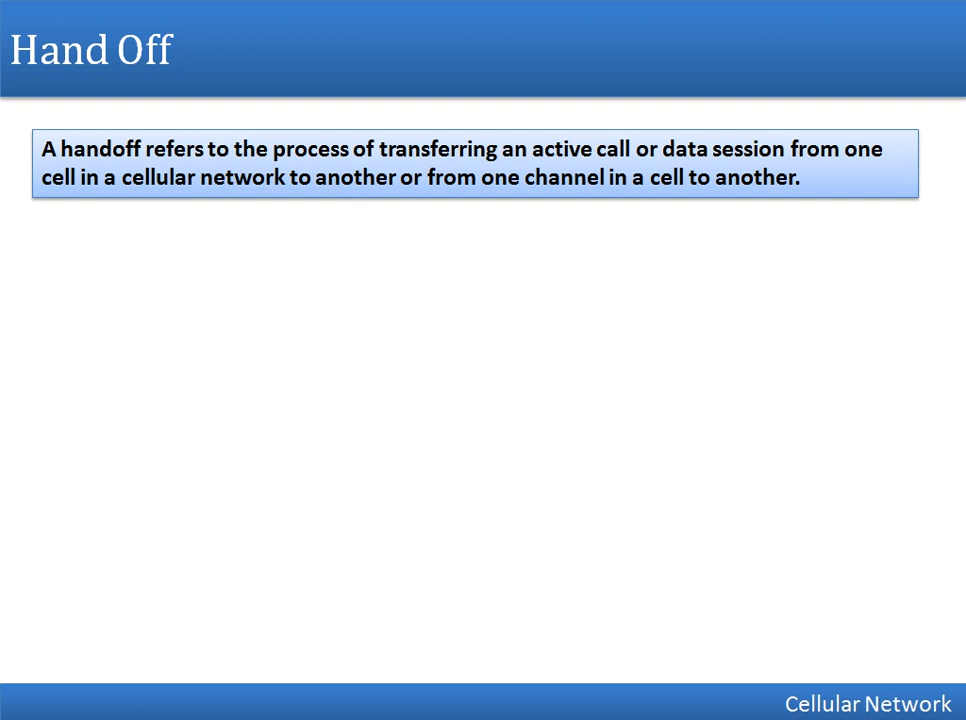 Hand Off
A handoff refers to the process of transferring an active call or data session from one
cell in a cellular network to another or from one channel in a cell to another.
Cellular Network